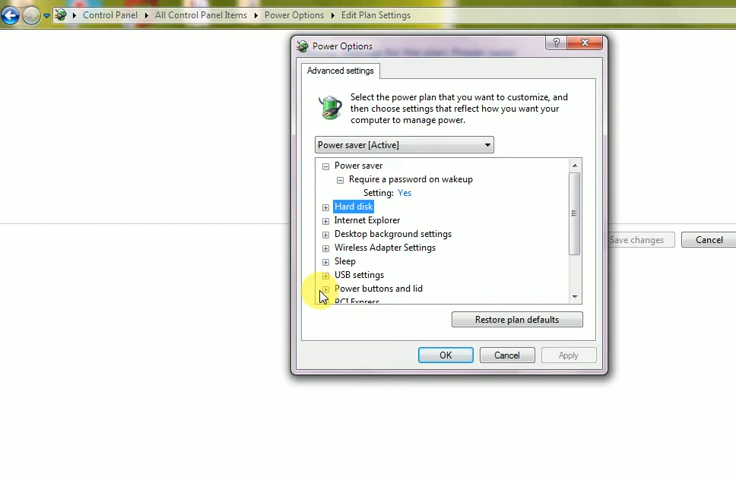 Control Panel ▸ All Control Panel Items ▸ Power Options ▸ Edit Plan Settings
Power Options
?
Advanced settings
Select the power plan that you want to customize, and
then choose settings that reflect how you want your
computer to manage power.
Power saver [Active]
Power saver
Require a password on wakeup
Setting: Yes
Hard disk
Internet Explorer
Desktop background settings
Wireless Adapter Settings
Sleep
USB settings
Power buttons and lid
PCI Express
Restore plan defaults
OK Cancel Apply
Save changes Cancel